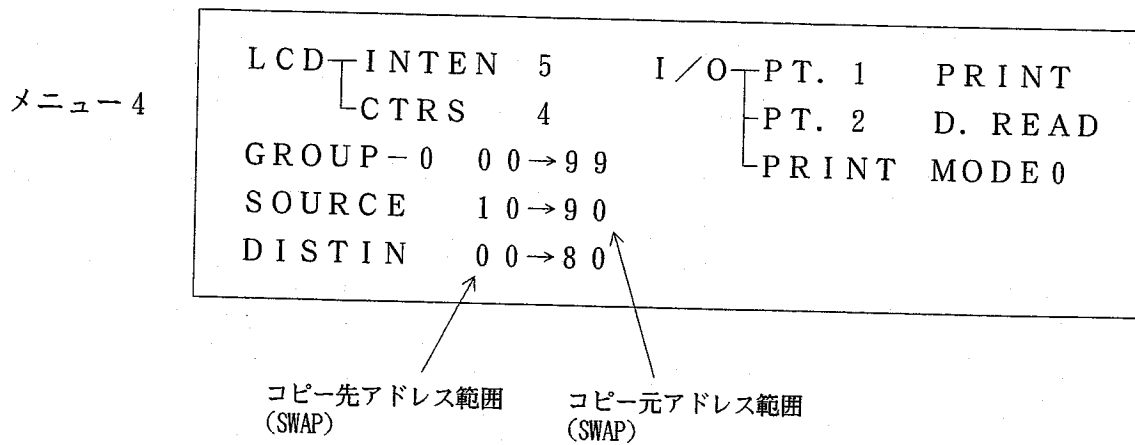 メニュー4
LCD INTEN 5 I／O PT. 1 PRINT
CTRS 4 PT. 2 D. READ
GROUP－0 00→99 PRINT MODE0
SOURCE 10→90
DISTIN 00→80
コピー先アドレス範囲 コピー元アドレス範囲
(SWAP) (SWAP)